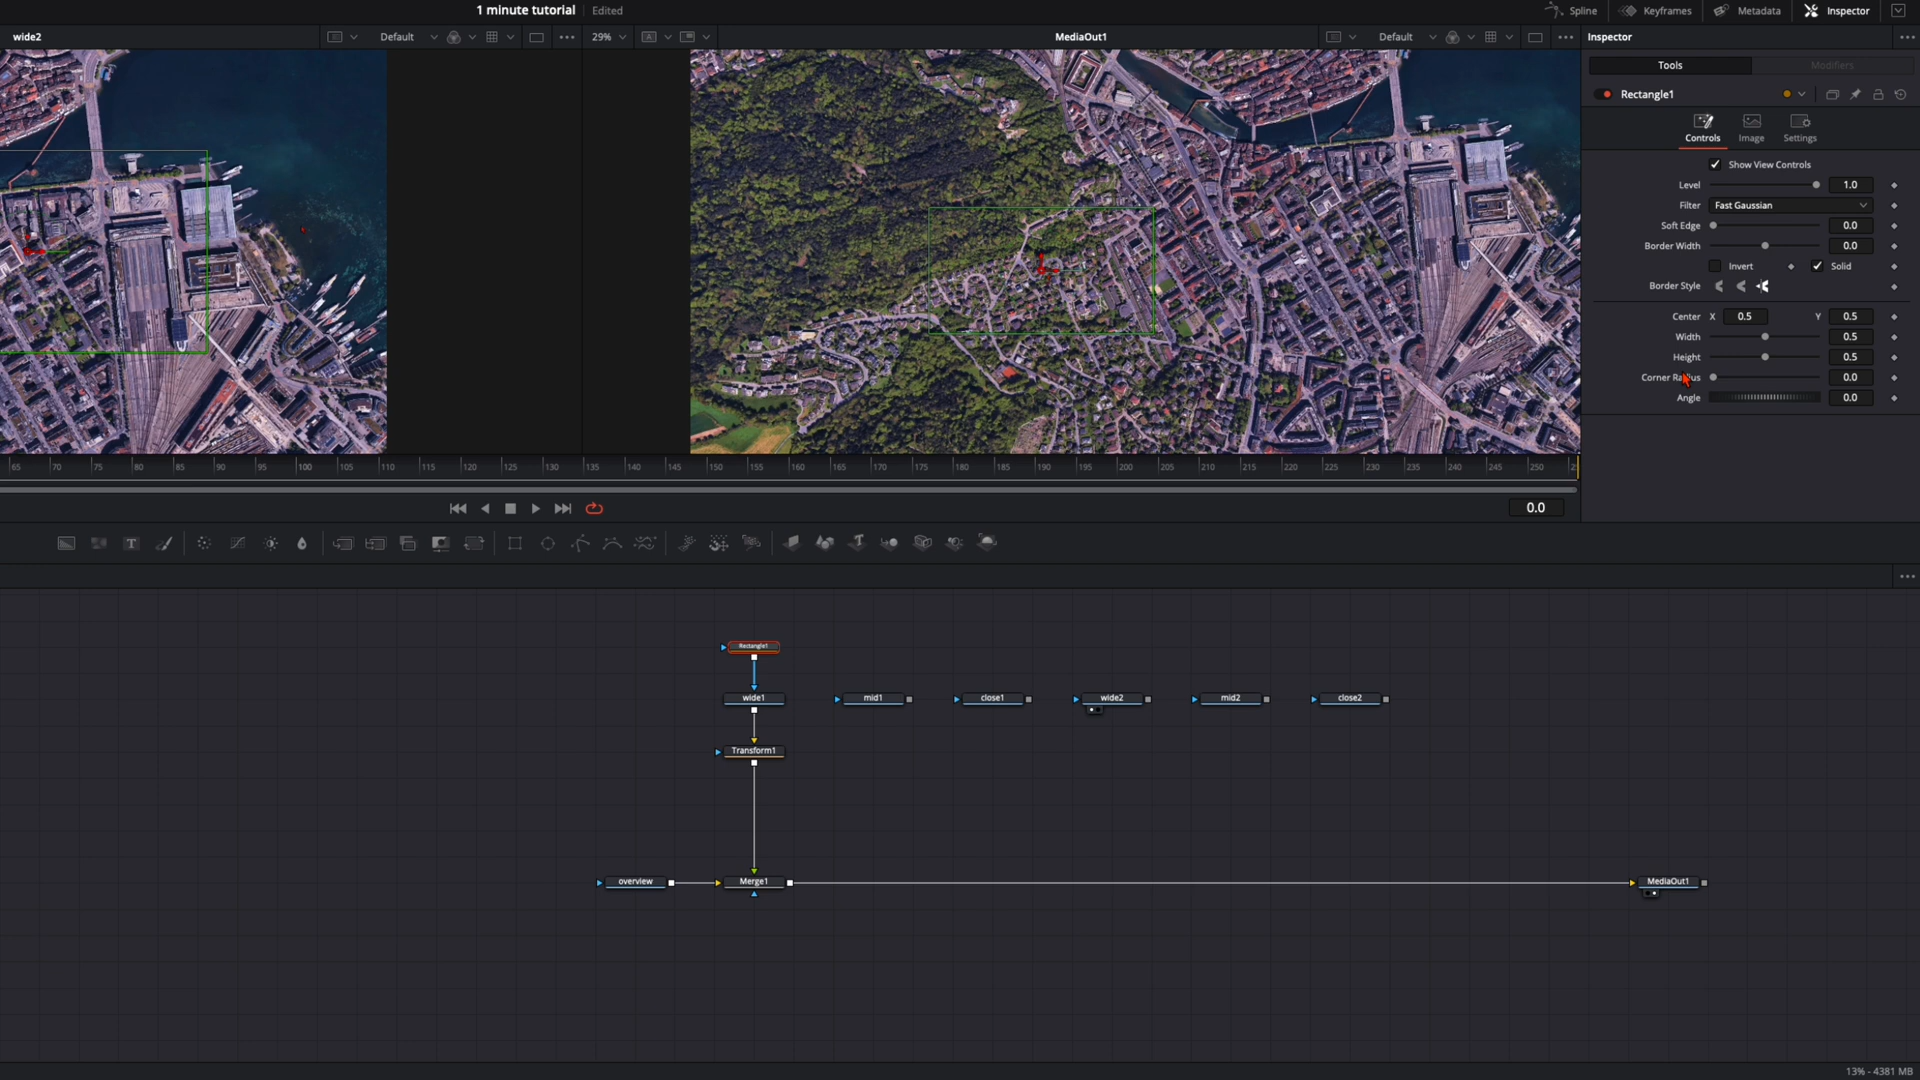 1 minute tutorial Edited
Spline Keyframes Metadata Inspector
wide2 Default 29% MediaOut1 Default Inspector
Tools Modifiers
Rectangle1
Controls Image Settings
Show View Controls
Level 1.0
Filter Fast Gaussian
Soft Edge 0.0
Border Width 0.0
Invert Solid
Border Style
Center X 0.5 Y 0.5
Width 0.5
Height 0.5
Corner Radius 0.0
Angle 0.0
65 70 75 80 85 90 95 100 105 110 115 120 125 130 135 140 145 150 155 160 165 170 175 180 185 190 195 200 205 210 215 220 225 230 235 240 245 250
0.0
T
Rectangle1
wide1 mid1 close1 wide2 mid2 close2
Transform1
overview Merge1 MediaOut1
13% - 4381 MB